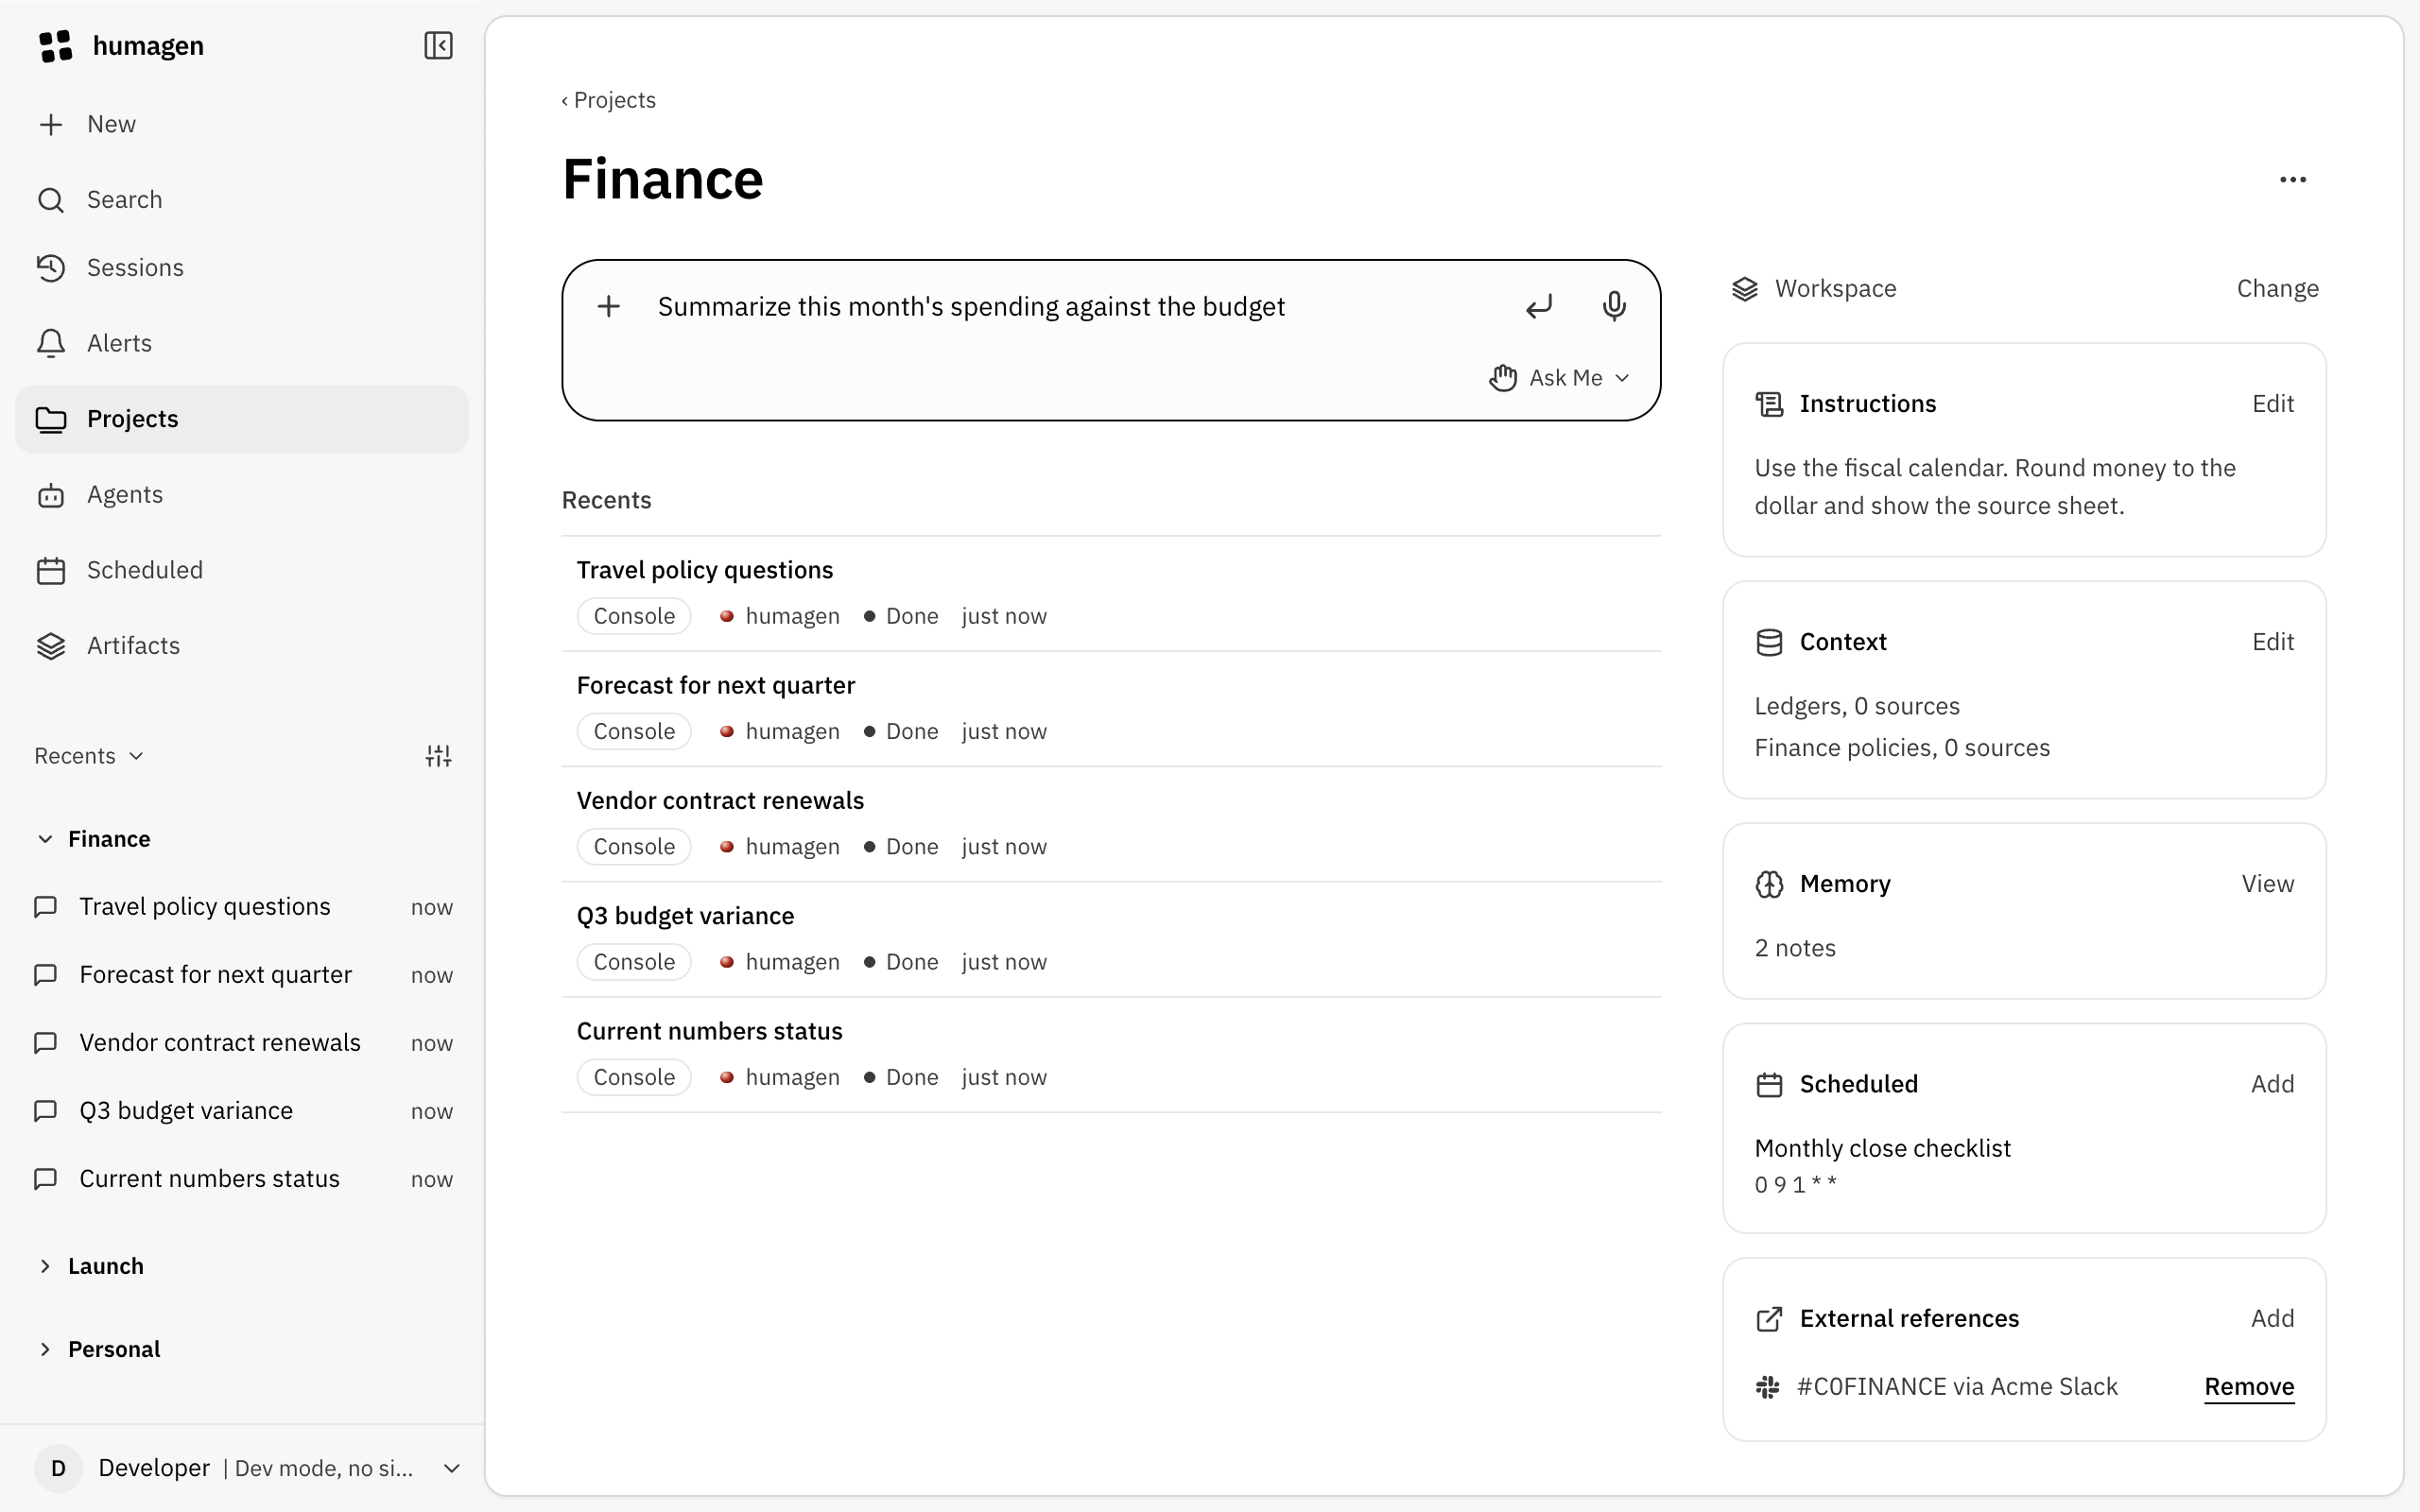 humagen
New
Search
Sessions
Alerts
Projects
Agents
Scheduled
Artifacts
Recents
Finance
Travel policy questions now
Forecast for next quarter now
Vendor contract renewals now
Q3 budget variance now
Current numbers status now
Launch
Personal
D Developer | Dev mode, no si...
‹ Projects
Finance
Summarize this month's spending against the budget
Ask Me
Recents
Travel policy questions
Console humagen Done just now
Forecast for next quarter
Console humagen Done just now
Vendor contract renewals
Console humagen Done just now
Q3 budget variance
Console humagen Done just now
Current numbers status
Console humagen Done just now
Workspace Change
Instructions Edit
Use the fiscal calendar. Round money to the
dollar and show the source sheet.
Context Edit
Ledgers, 0 sources
Finance policies, 0 sources
Memory View
2 notes
Scheduled Add
Monthly close checklist
0 9 1 * *
External references Add
#C0FINANCE via Acme Slack Remove